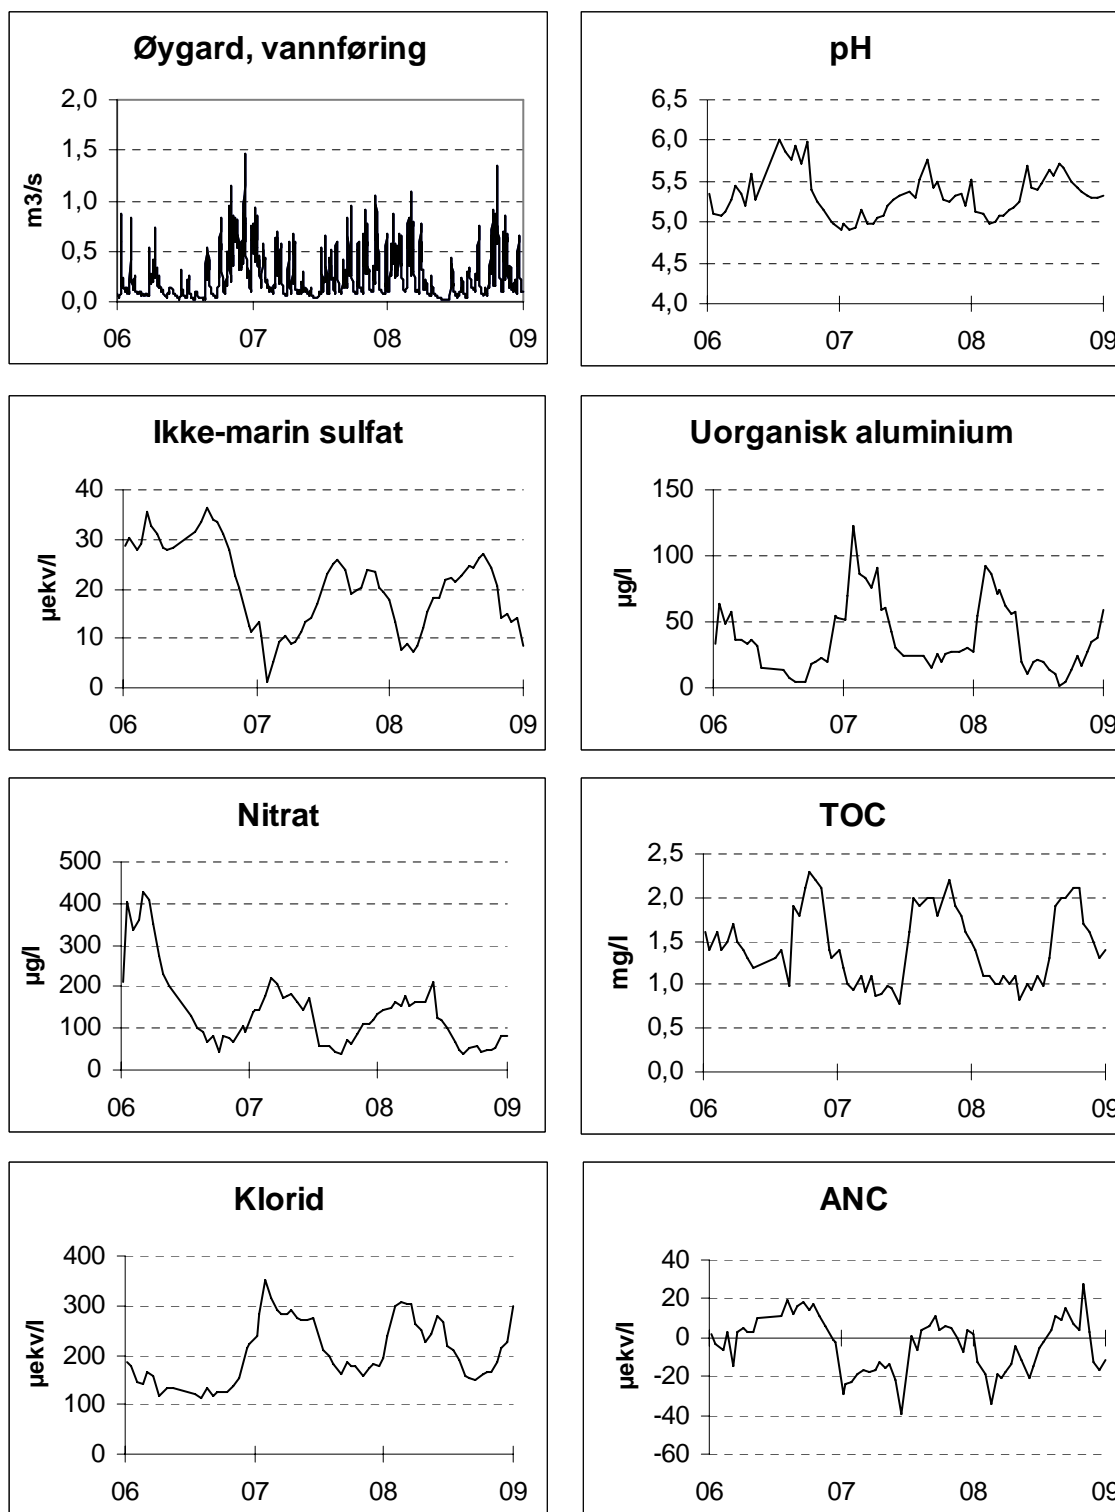 Øygard, vannføring
m3/s
2,0
1,5
1,0
0,5
0,0
06 07 08 09
pH
6,5
6,0
5,5
5,0
4,5
4,0
06 07 08 09
Ikke-marin sulfat
µekv/l
40
30
20
10
0
06 07 08 09
Uorganisk aluminium
µg/l
150
100
50
0
06 07 08 09
Nitrat
µg/l
500
400
300
200
100
0
06 07 08 09
TOC
mg/l
2,5
2,0
1,5
1,0
0,5
0,0
06 07 08 09
Klorid
µekv/l
400
300
200
100
0
06 07 08 09
ANC
µekv/l
40
20
0
-20
-40
-60
06 07 08 09